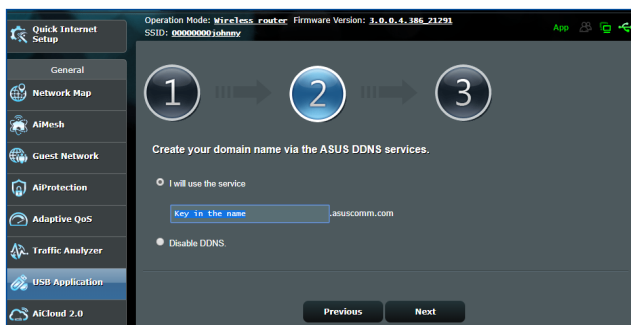 Quick Internet
Setup
Operation Mode: Wireless router Firmware Version: 3.0.0.4.386_21291
SSID: 00000000johnny
App
General
Network Map
AiMesh
Guest Network
AiProtection
Adaptive QoS
Traffic Analyzer
USB Application
AiCloud 2.0
1 2 3
Create your domain name via the ASUS DDNS services.
I will use the service
Key in the name .asuscomm.com
Disable DDNS.
Previous Next